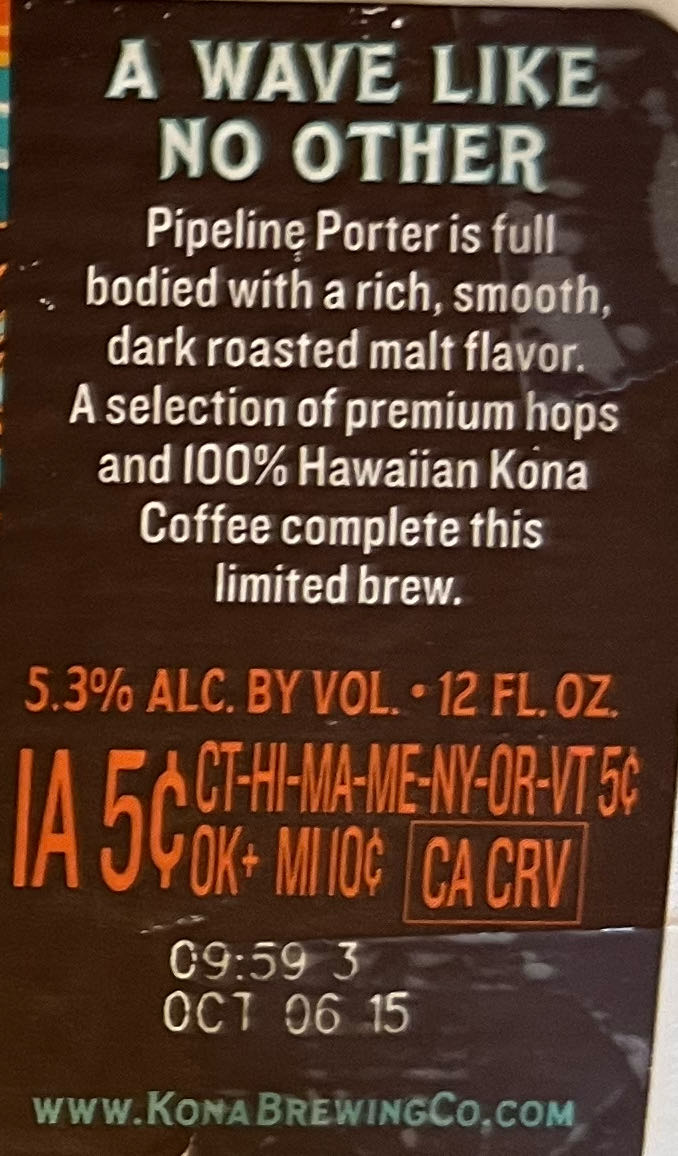 A WAVE LIKE
NO OTHER
Pipeline Porter is full
bodied with a rich, smooth,
dark roasted malt flavor.
A selection of premium hops
and 100% Hawaiian Kona
Coffee complete this
limited brew.
5.3% ALC. BY VOL. • 12 FL. OZ.
IA 5¢ CT-HI-MA-ME-NY-OR-VT 5¢
OK+ MI 10¢ CA CRV
09:59 3
OCT 06 15
WWW.KONABREWINGCO.COM